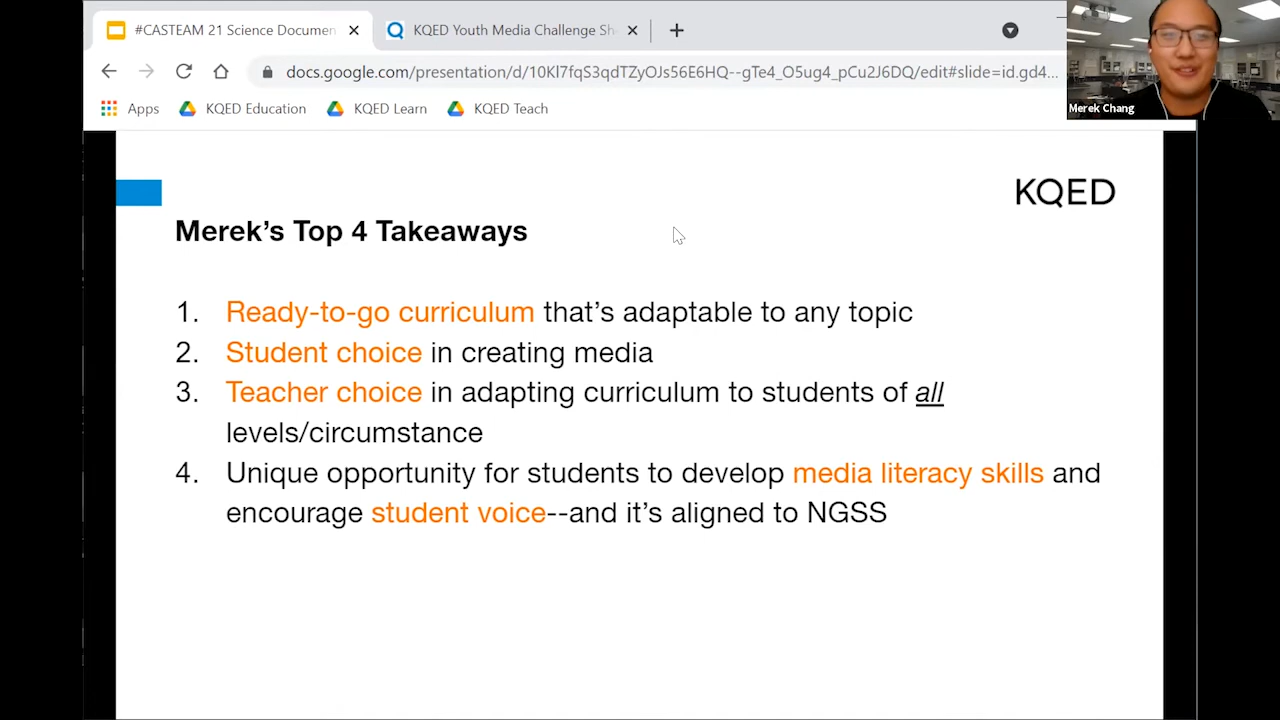 #CASTEAM 21 Science Documen
KQED Youth Media Challenge Sh
docs.google.com/presentation/d/10Kl7fqS3qdTZyOJs56E6HQ--gTe4_O5ug4_pCu2J6DQ/edit#slide=id.gd4...
Apps
KQED Education
KQED Learn
KQED Teach
Merek Chang
KQED
Merek’s Top 4 Takeaways
1. Ready-to-go curriculum that’s adaptable to any topic
2. Student choice in creating media
3. Teacher choice in adapting curriculum to students of all
levels/circumstance
4. Unique opportunity for students to develop media literacy skills and
encourage student voice--and it’s aligned to NGSS